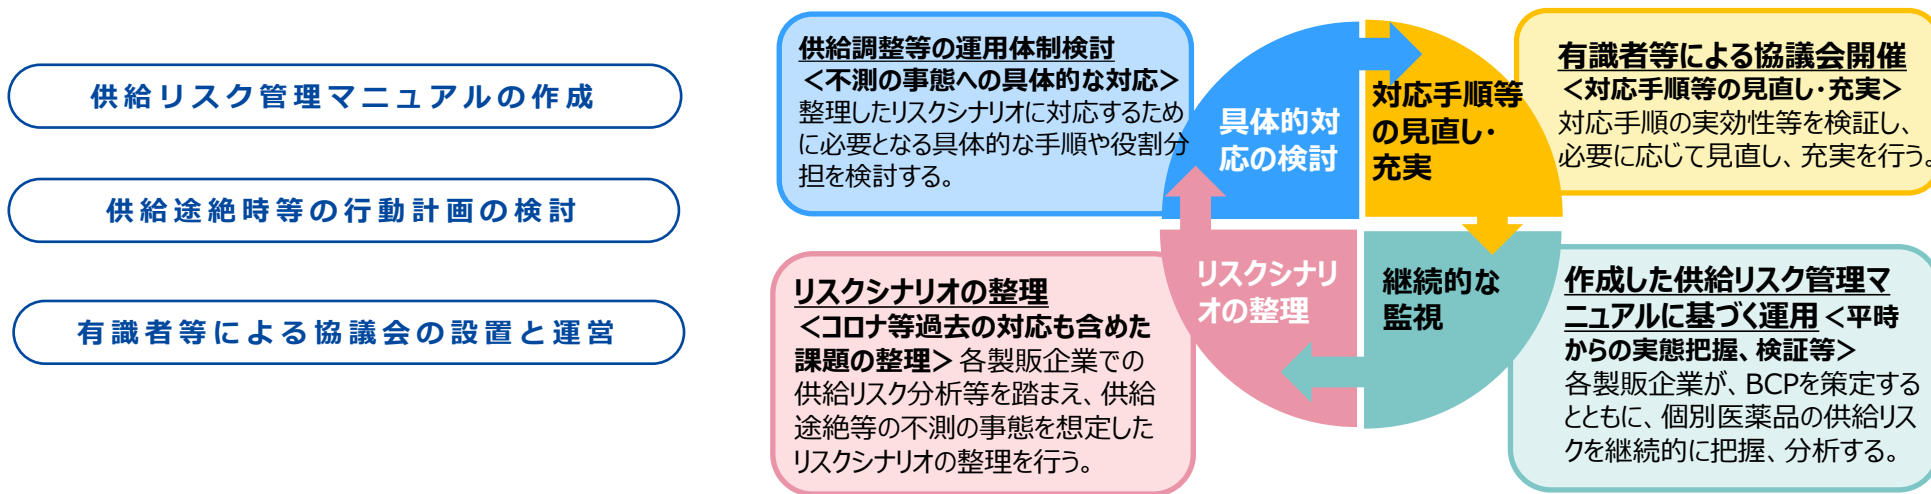 供給リスク管理マニュアルの作成
供給途絶時等の行動計画の検討
有識者等による協議会の設置と運営
供給調整等の運用体制検討
<不測の事態への具体的な対応>
整理したリスクシナリオに対応するため
に必要となる具体的な手順や役割分
担を検討する。
具体的対
応の検討
対応手順等
の見直し・
充実
有識者等による協議会開催
<対応手順等の見直し・充実>
対応手順の実効性等を検証し、
必要に応じて見直し、充実を行う。
リスクシナリオの整理
<コロナ等過去の対応も含めた
課題の整理> 各製販企業での
供給リスク分析等を踏まえ、供給
途絶等の不測の事態を想定した
リスクシナリオの整理を行う。
リスクシナリ
オの整理
継続的な
監視
作成した供給リスク管理マ
ニュアルに基づく運用 <平時
からの実態把握、検証等>
各製販企業が、BCPを策定する
とともに、個別医薬品の供給リス
クを継続的に把握、分析する。